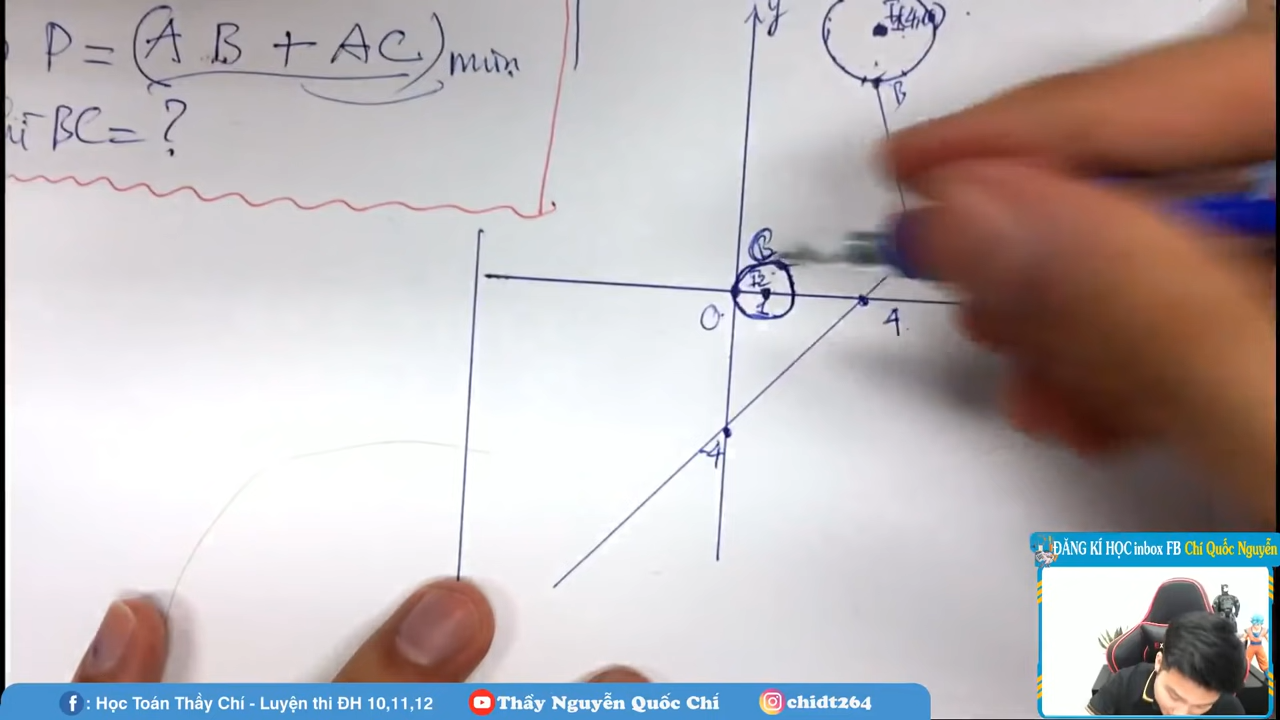 P = (AB + AC) min
BC = ?
y
B
O
4
-4
ĐĂNG KÍ HỌC inbox FB Chí Quốc Nguyễn
: Học Toán Thầy Chí - Luyện thi ĐH 10,11,12
Thầy Nguyễn Quốc Chí
chidt264